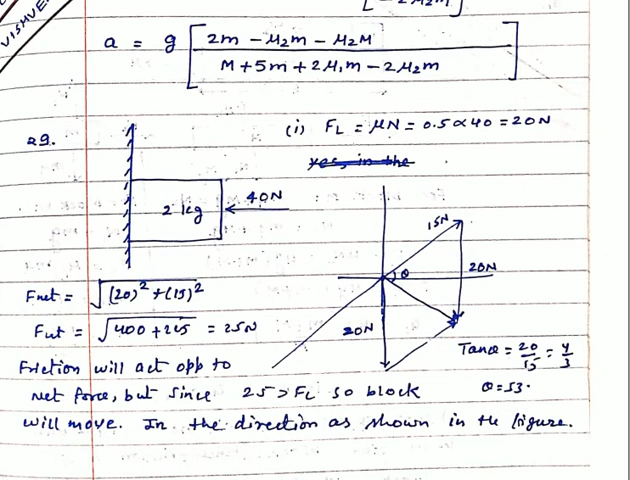 VISHVE
a = g [ 2m - μ2m - μ2M / M + 5m + 2μ1m - 2μ2m ]
29.
(i) FL = μN = 0.5 × 40 = 20N
yes, in the
2 kg
40N
15N
θ
20N
20N
Fnet = √(20)² + (15)²
Fnet = √400 + 225 = 25N
Tanθ = 20/15 = 4/3
θ = 53°
Friction will act opp to
net force, but since 25 > FL so block
will move. In the direction as shown in the figure.